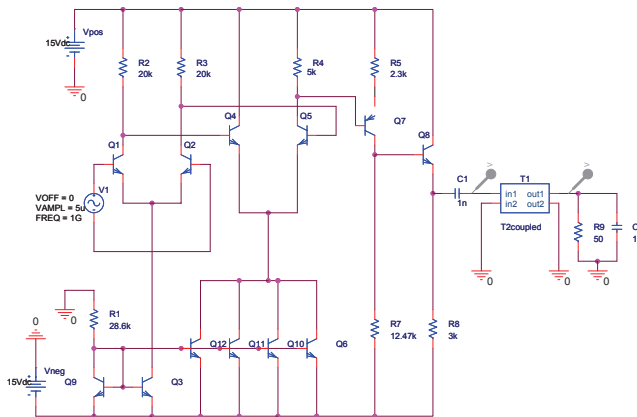 Vpos
15Vdc
0
R2
20k
R3
20k
R4
5k
R5
2.3k
Q1
Q2
Q4
Q5
Q7
Q8
V1
VOFF = 0
VAMPL = 5u
FREQ = 1G
C1
1n
V
T1
in1 out1
in2 out2
T2coupled
V
R9
50
C
1
0
0
0
0
0
R1
28.6k
Q12
Q11
Q10
Q6
R7
12.47k
R8
3k
Vneg
15Vdc
Q9
Q3